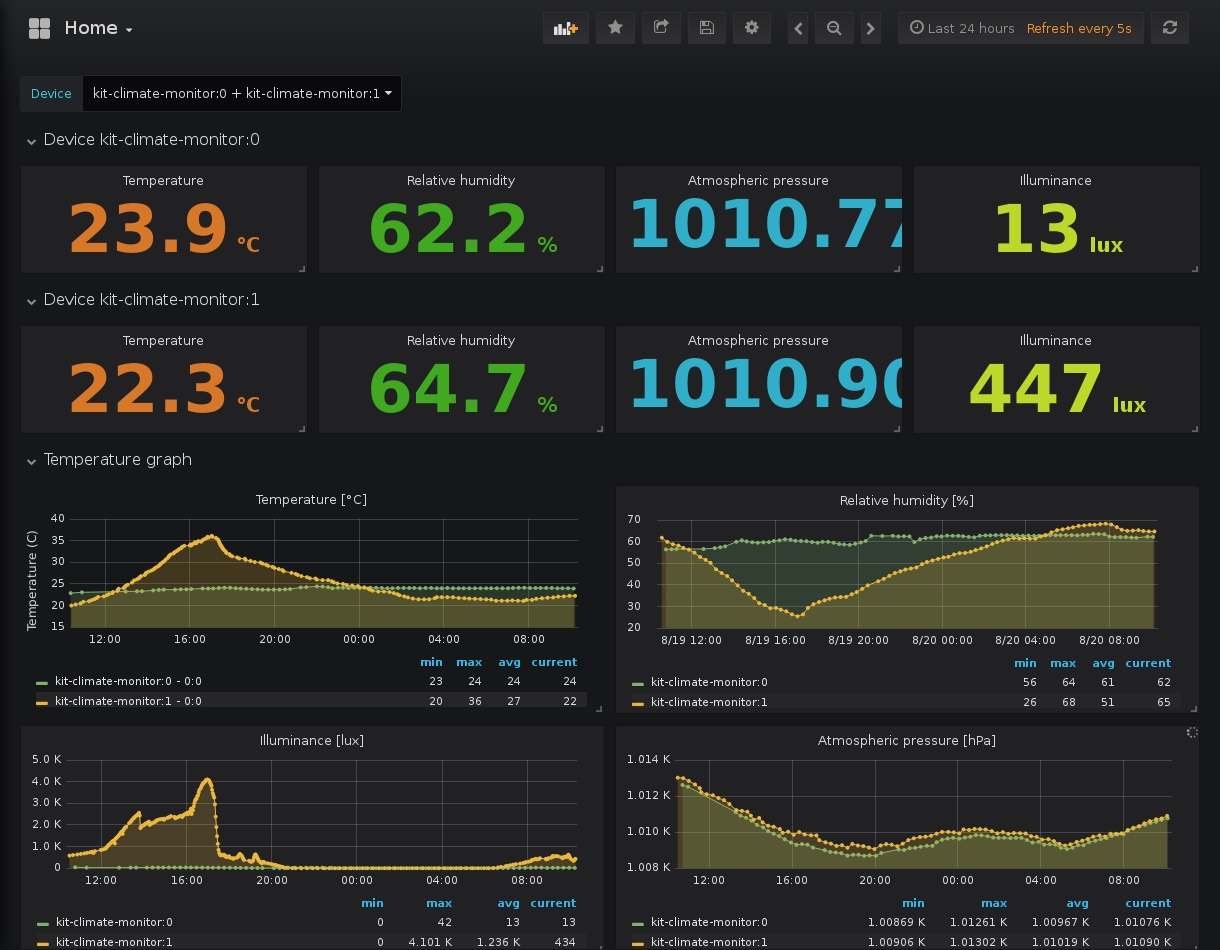 Home
Last 24 hours Refresh every 5s
Device kit-climate-monitor:0 + kit-climate-monitor:1
Device kit-climate-monitor:0
Temperature Relative humidity Atmospheric pressure Illuminance
23.9 °C 62.2 % 1010.77 13 lux
Device kit-climate-monitor:1
Temperature Relative humidity Atmospheric pressure Illuminance
22.3 °C 64.7 % 1010.90 447 lux
Temperature graph
Temperature [°C]
Temperature (C)
40
35
30
25
20
15
12:00 16:00 20:00 00:00 04:00 08:00
min max avg current
kit-climate-monitor:0 - 0:0 23 24 24 24
kit-climate-monitor:1 - 0:0 20 36 27 22
Relative humidity [%]
70
60
50
40
30
20
8/19 12:00 8/19 16:00 8/19 20:00 8/20 00:00 8/20 04:00 8/20 08:00
min max avg current
kit-climate-monitor:0 56 64 61 62
kit-climate-monitor:1 26 68 51 65
Illuminance [lux]
5.0 K
4.0 K
3.0 K
2.0 K
1.0 K
0
12:00 16:00 20:00 00:00 04:00 08:00
min max avg current
kit-climate-monitor:0 0 42 13 13
kit-climate-monitor:1 0 4.101 K 1.236 K 434
Atmospheric pressure [hPa]
1.014 K
1.012 K
1.010 K
1.008 K
12:00 16:00 20:00 00:00 04:00 08:00
min max avg current
kit-climate-monitor:0 1.00869 K 1.01261 K 1.00967 K 1.01076 K
kit-climate-monitor:1 1.00906 K 1.01302 K 1.01019 K 1.01090 K